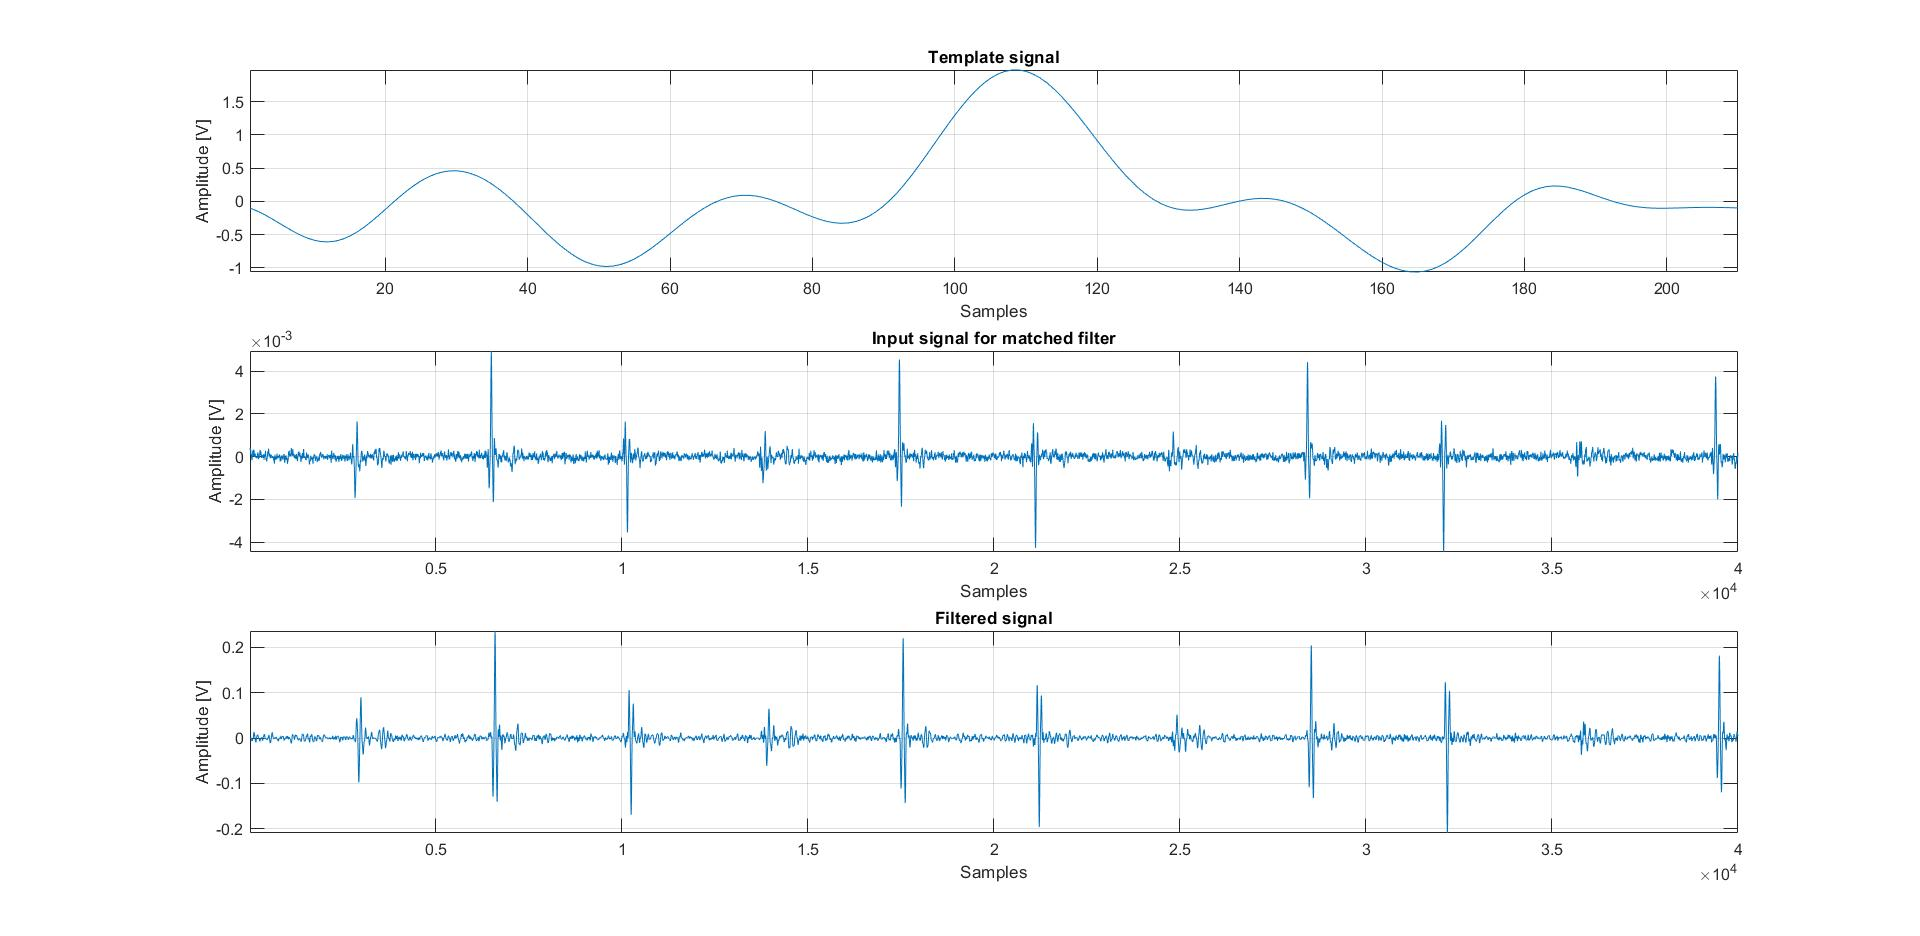 Template signal
Amplitude [V]
1.5
1
0.5
0
-0.5
-1
20 40 60 80 100 120 140 160 180 200
Samples
Input signal for matched filter
×10-3
Amplitude [V]
4
2
0
-2
-4
0.5 1 1.5 2 2.5 3 3.5 4
Samples
×104
Filtered signal
Amplitude [V]
0.2
0.1
0
-0.1
-0.2
0.5 1 1.5 2 2.5 3 3.5 4
Samples
×104